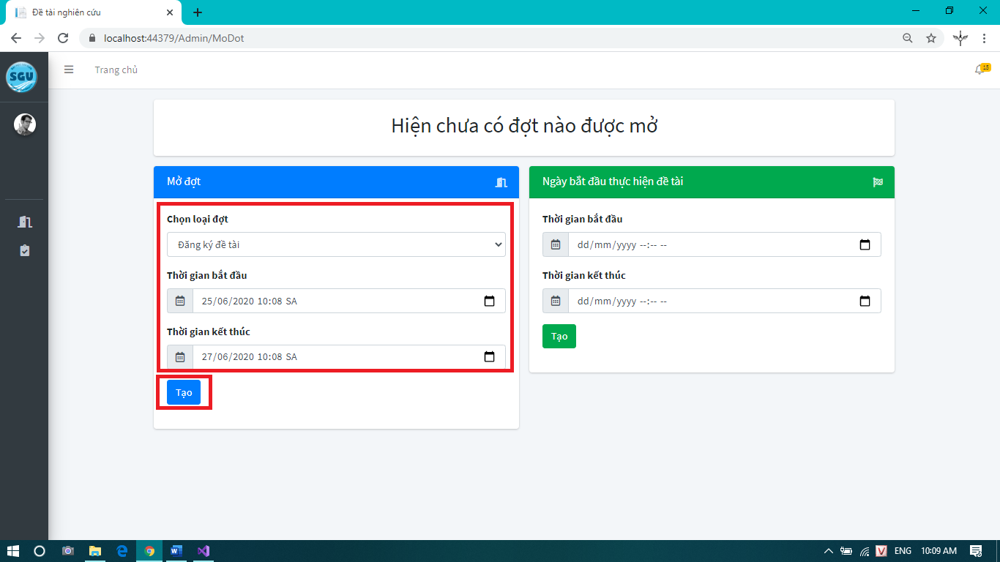 Đề tài nghiên cứu
localhost:44379/Admin/MoDot
SGU
Trang chủ
15
Hiện chưa có đợt nào được mở
Mở đợt
Chọn loại đợt
Đăng ký đề tài
Thời gian bắt đầu
25/06/2020 10:08 SA
Thời gian kết thúc
27/06/2020 10:08 SA
Tạo
Ngày bắt đầu thực hiện đề tài
Thời gian bắt đầu
dd/mm/yyyy --:-- --
Thời gian kết thúc
dd/mm/yyyy --:-- --
Tạo
ENG
10:09 AM